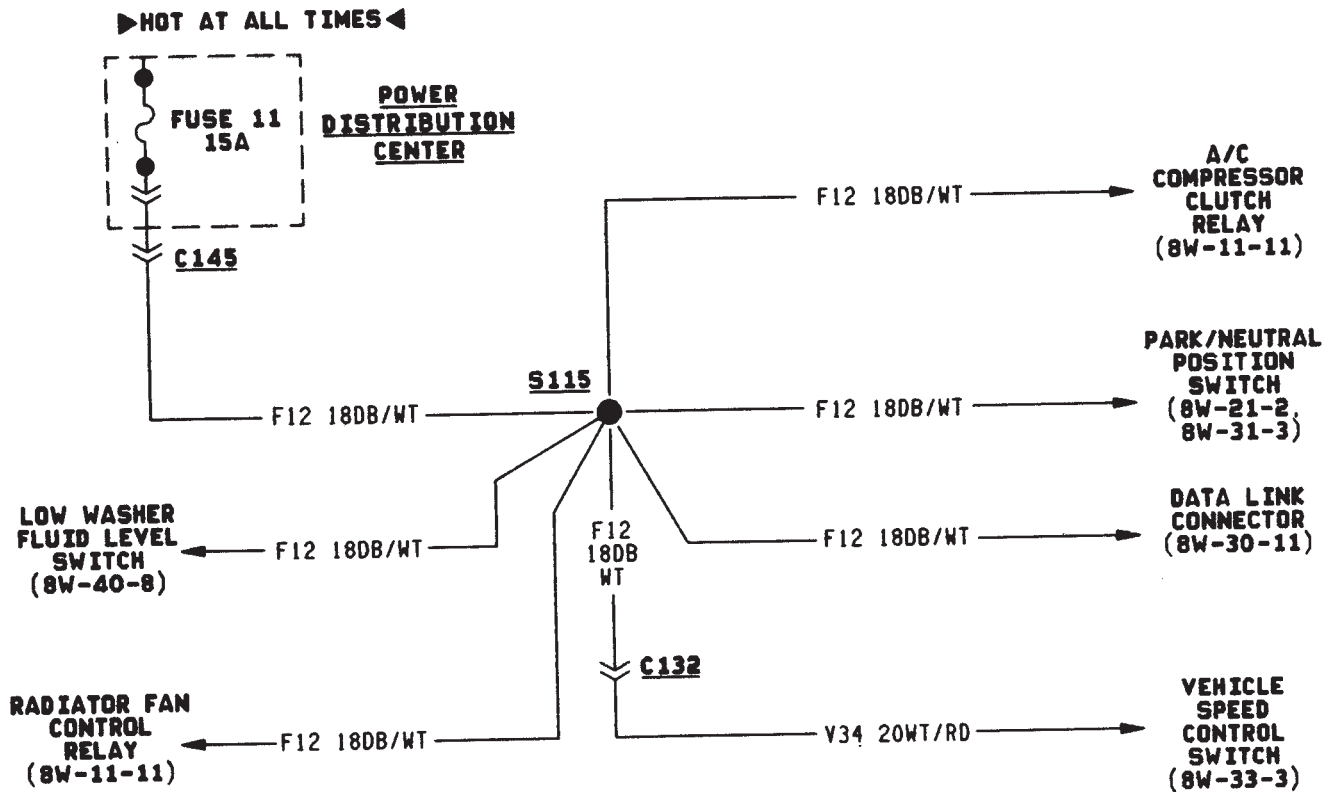 HOT AT ALL TIMES
FUSE 11
15A
POWER
DISTRIBUTION
CENTER
C145
A/C
COMPRESSOR
CLUTCH
RELAY
(8W-11-11)
F12 18DB/WT
PARK/NEUTRAL
POSITION
SWITCH
(8W-21-2,
8W-31-3)
S115
F12 18DB/WT
F12 18DB/WT
DATA LINK
CONNECTOR
(8W-30-11)
LOW WASHER
FLUID LEVEL
SWITCH
(8W-40-8)
F12 18DB/WT
F12
18DB
WT
F12 18DB/WT
C132
RADIATOR FAN
CONTROL
RELAY
(8W-11-11)
F12 18DB/WT
V34 20WT/RD
VEHICLE
SPEED
CONTROL
SWITCH
(8W-33-3)